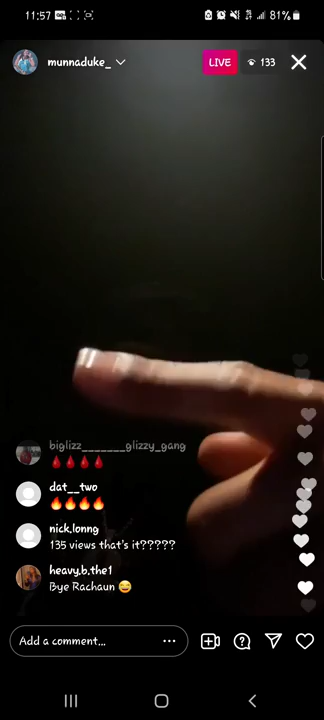 11:57
81%
munnaduke_
LIVE
133
biglizz_______glizzy_gang
🩸🩸🩸🩸
dat__two
🔥🔥🔥🔥
nick.lonng
135 views that's it?????
heavy.b.the1
Bye Rachaun 😅
Add a comment...